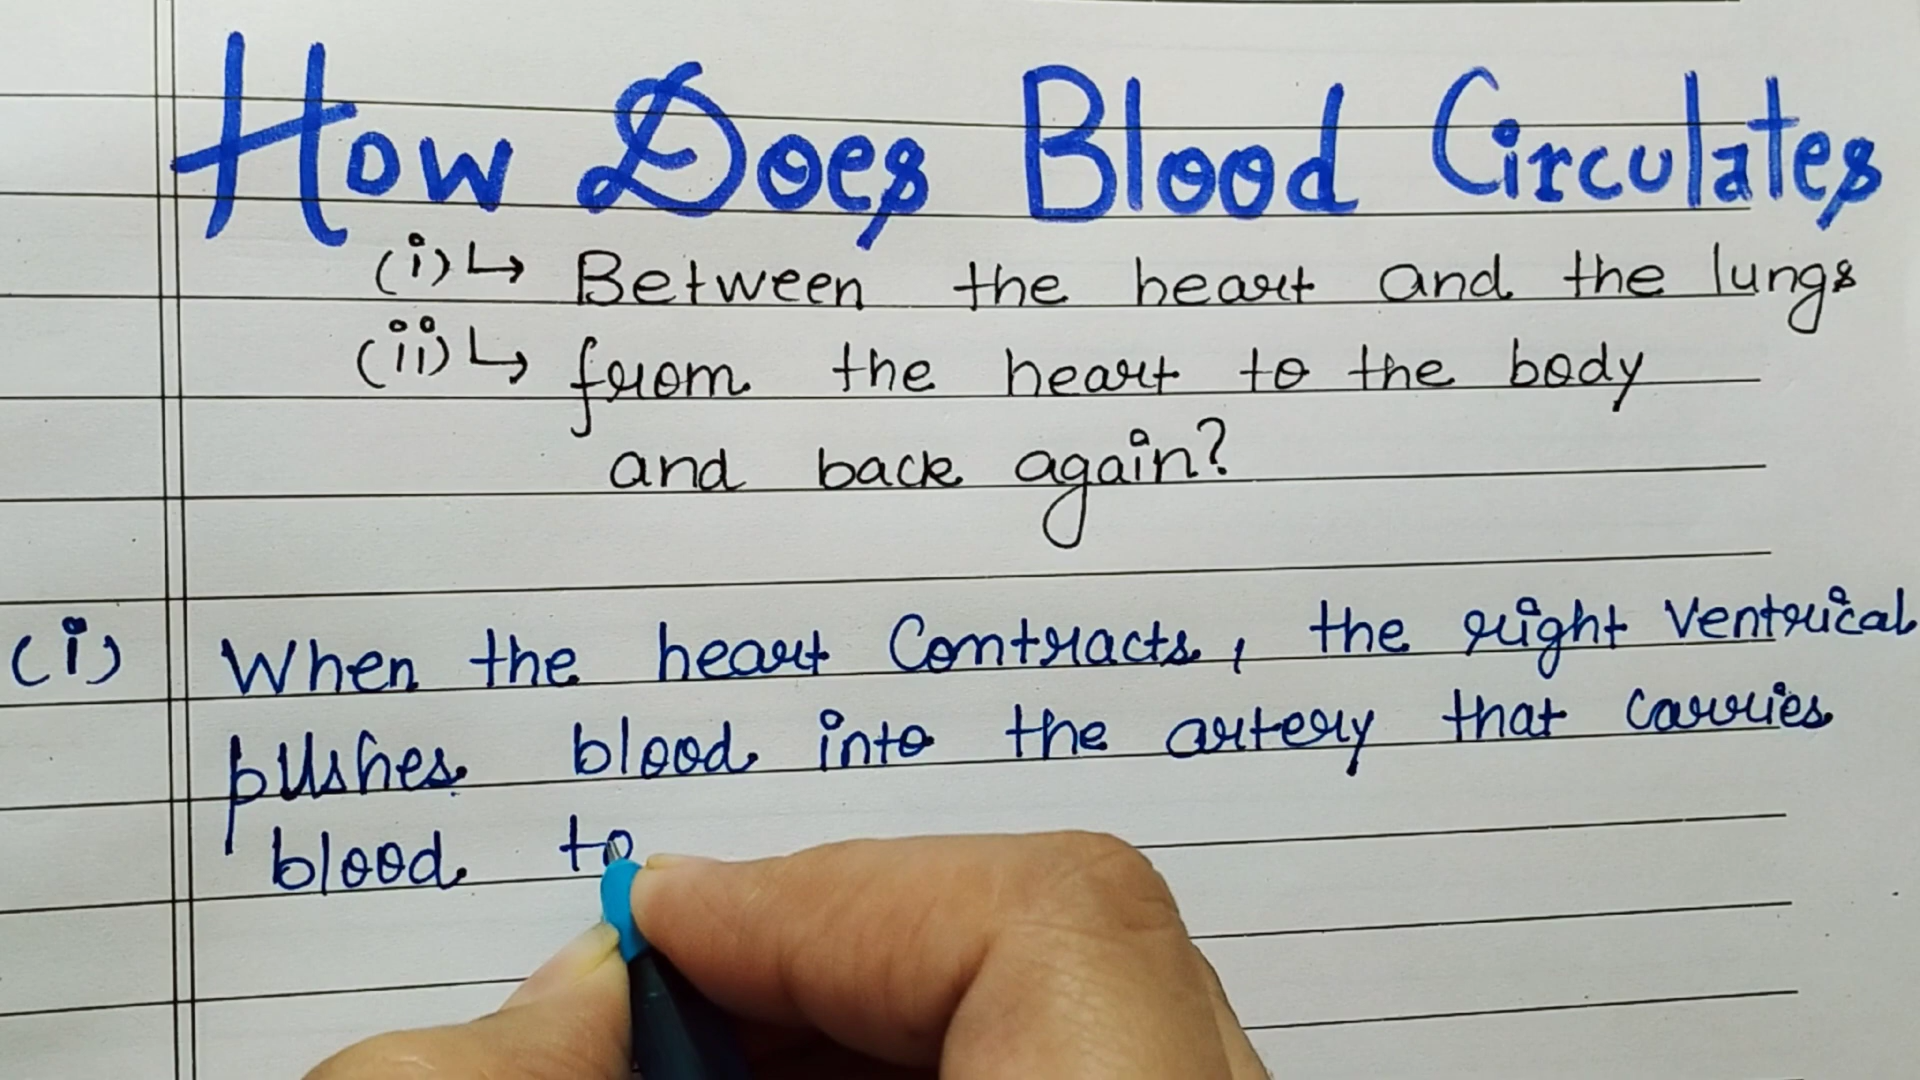 How Does Blood Circulates
(i)↳ Between the heart and the lungs
(ii)↳ from the heart to the body
and back again?
(i) When the heart Contracts, the right Ventrical
pushes blood into the artery that carries
blood to